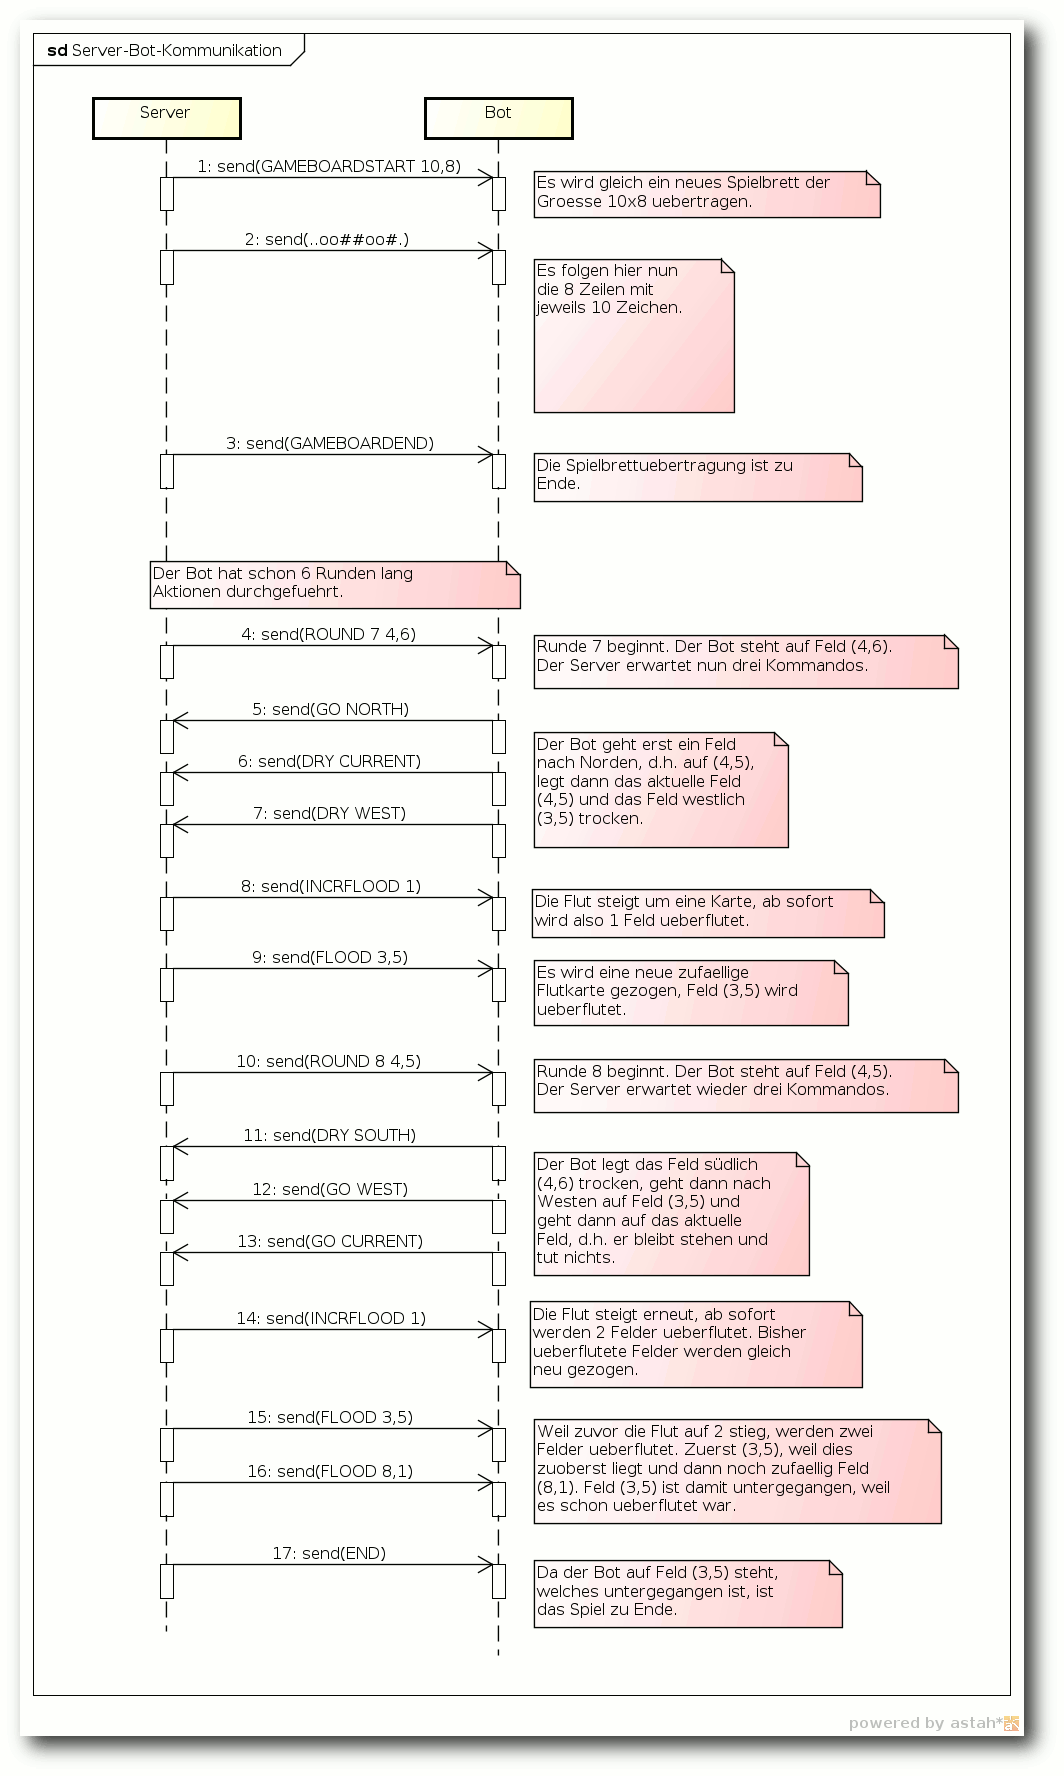 sd Server-Bot-Kommunikation
Server
Bot
1: send(GAMEBOARDSTART 10,8)
Es wird gleich ein neues Spielbrett der
Groesse 10x8 uebertragen.
2: send(..oo##oo#.)
Es folgen hier nun
die 8 Zeilen mit
jeweils 10 Zeichen.
3: send(GAMEBOARDEND)
Die Spielbrettuebertragung ist zu
Ende.
Der Bot hat schon 6 Runden lang
Aktionen durchgefuehrt.
4: send(ROUND 7 4,6)
Runde 7 beginnt. Der Bot steht auf Feld (4,6).
Der Server erwartet nun drei Kommandos.
5: send(GO NORTH)
6: send(DRY CURRENT)
7: send(DRY WEST)
Der Bot geht erst ein Feld
nach Norden, d.h. auf (4,5),
legt dann das aktuelle Feld
(4,5) und das Feld westlich
(3,5) trocken.
8: send(INCRFLOOD 1)
Die Flut steigt um eine Karte, ab sofort
wird also 1 Feld ueberflutet.
9: send(FLOOD 3,5)
Es wird eine neue zufaellige
Flutkarte gezogen, Feld (3,5) wird
ueberflutet.
10: send(ROUND 8 4,5)
Runde 8 beginnt. Der Bot steht auf Feld (4,5).
Der Server erwartet wieder drei Kommandos.
11: send(DRY SOUTH)
12: send(GO WEST)
13: send(GO CURRENT)
Der Bot legt das Feld südlich
(4,6) trocken, geht dann nach
Westen auf Feld (3,5) und
geht dann auf das aktuelle
Feld, d.h. er bleibt stehen und
tut nichts.
14: send(INCRFLOOD 1)
Die Flut steigt erneut, ab sofort
werden 2 Felder ueberflutet. Bisher
ueberflutete Felder werden gleich
neu gezogen.
15: send(FLOOD 3,5)
16: send(FLOOD 8,1)
Weil zuvor die Flut auf 2 stieg, werden zwei
Felder ueberflutet. Zuerst (3,5), weil dies
zuoberst liegt und dann noch zufaellig Feld
(8,1). Feld (3,5) ist damit untergegangen, weil
es schon ueberflutet war.
17: send(END)
Da der Bot auf Feld (3,5) steht,
welches untergegangen ist, ist
das Spiel zu Ende.
powered by astah*